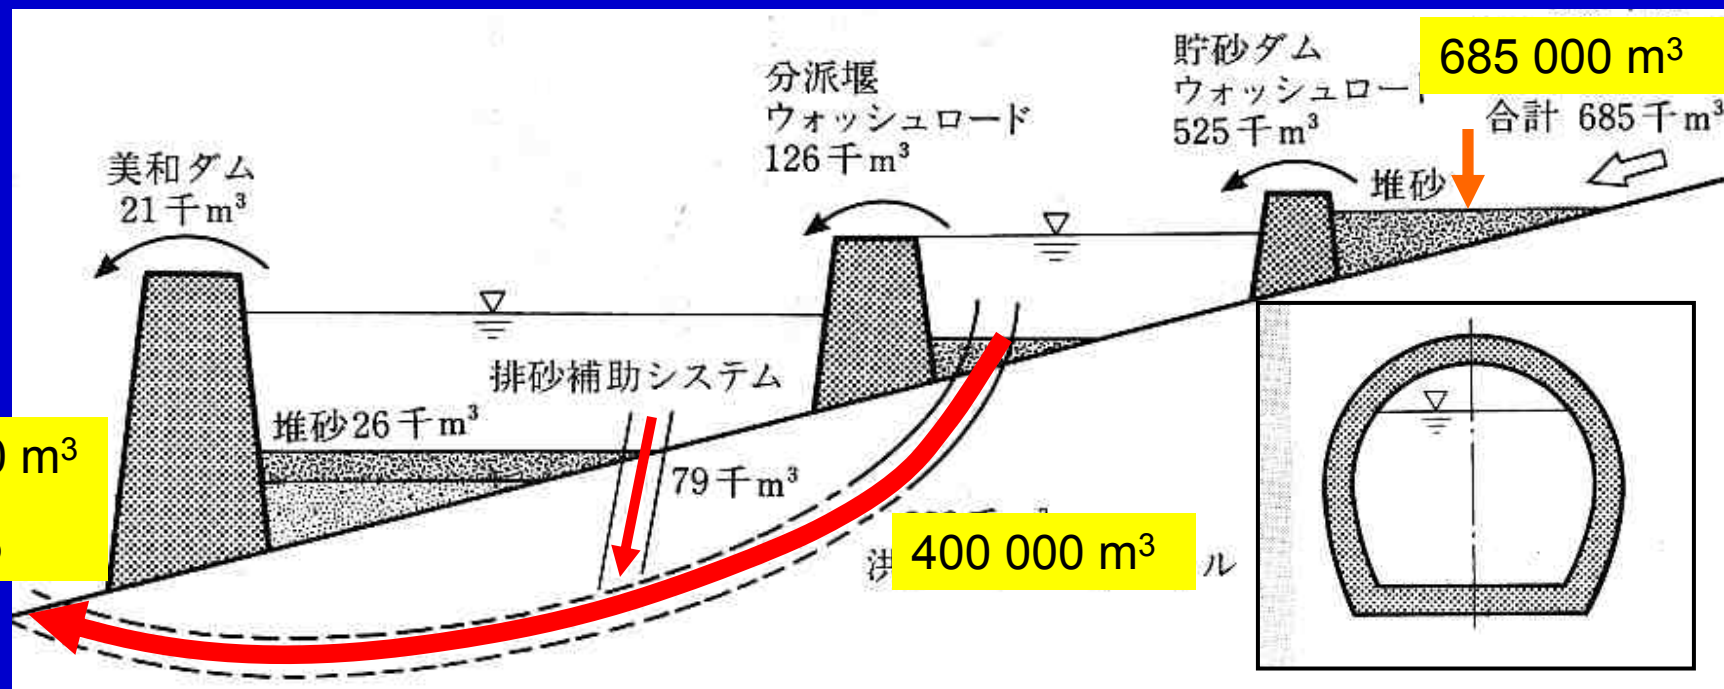 685 000 m³
貯砂ダム
ウォッシュロー
525千m³
合計 685千m³
分派堰
ウォッシュロード
126千m³
美和ダム
21千m³
堆砂
排砂補助システム
堆砂26千m³
0 m³
79千m³
400 000 m³
洪
ル